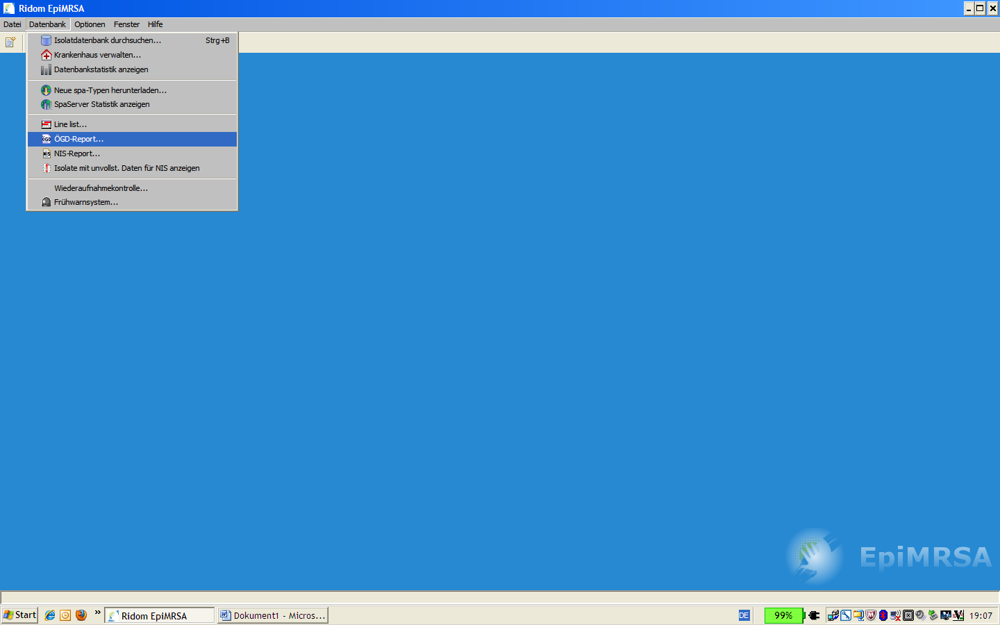 Ridom EpiMRSA
Datei Datenbank Optionen Fenster Hilfe
Isolatdatenbank durchsuchen... Strg+B
Krankenhaus verwalten...
Datenbankstatistik anzeigen
Neue spa-Typen herunterladen...
SpaServer Statistik anzeigen
Line list...
ÖGD ÖGD-Report...
NIS NIS-Report...
Isolate mit unvollst. Daten für NIS anzeigen
Wiederaufnahmekontrolle...
Frühwarnsystem...
EpiMRSA
Start » Ridom EpiMRSA Dokument1 - Micros... DE 99% 19:07